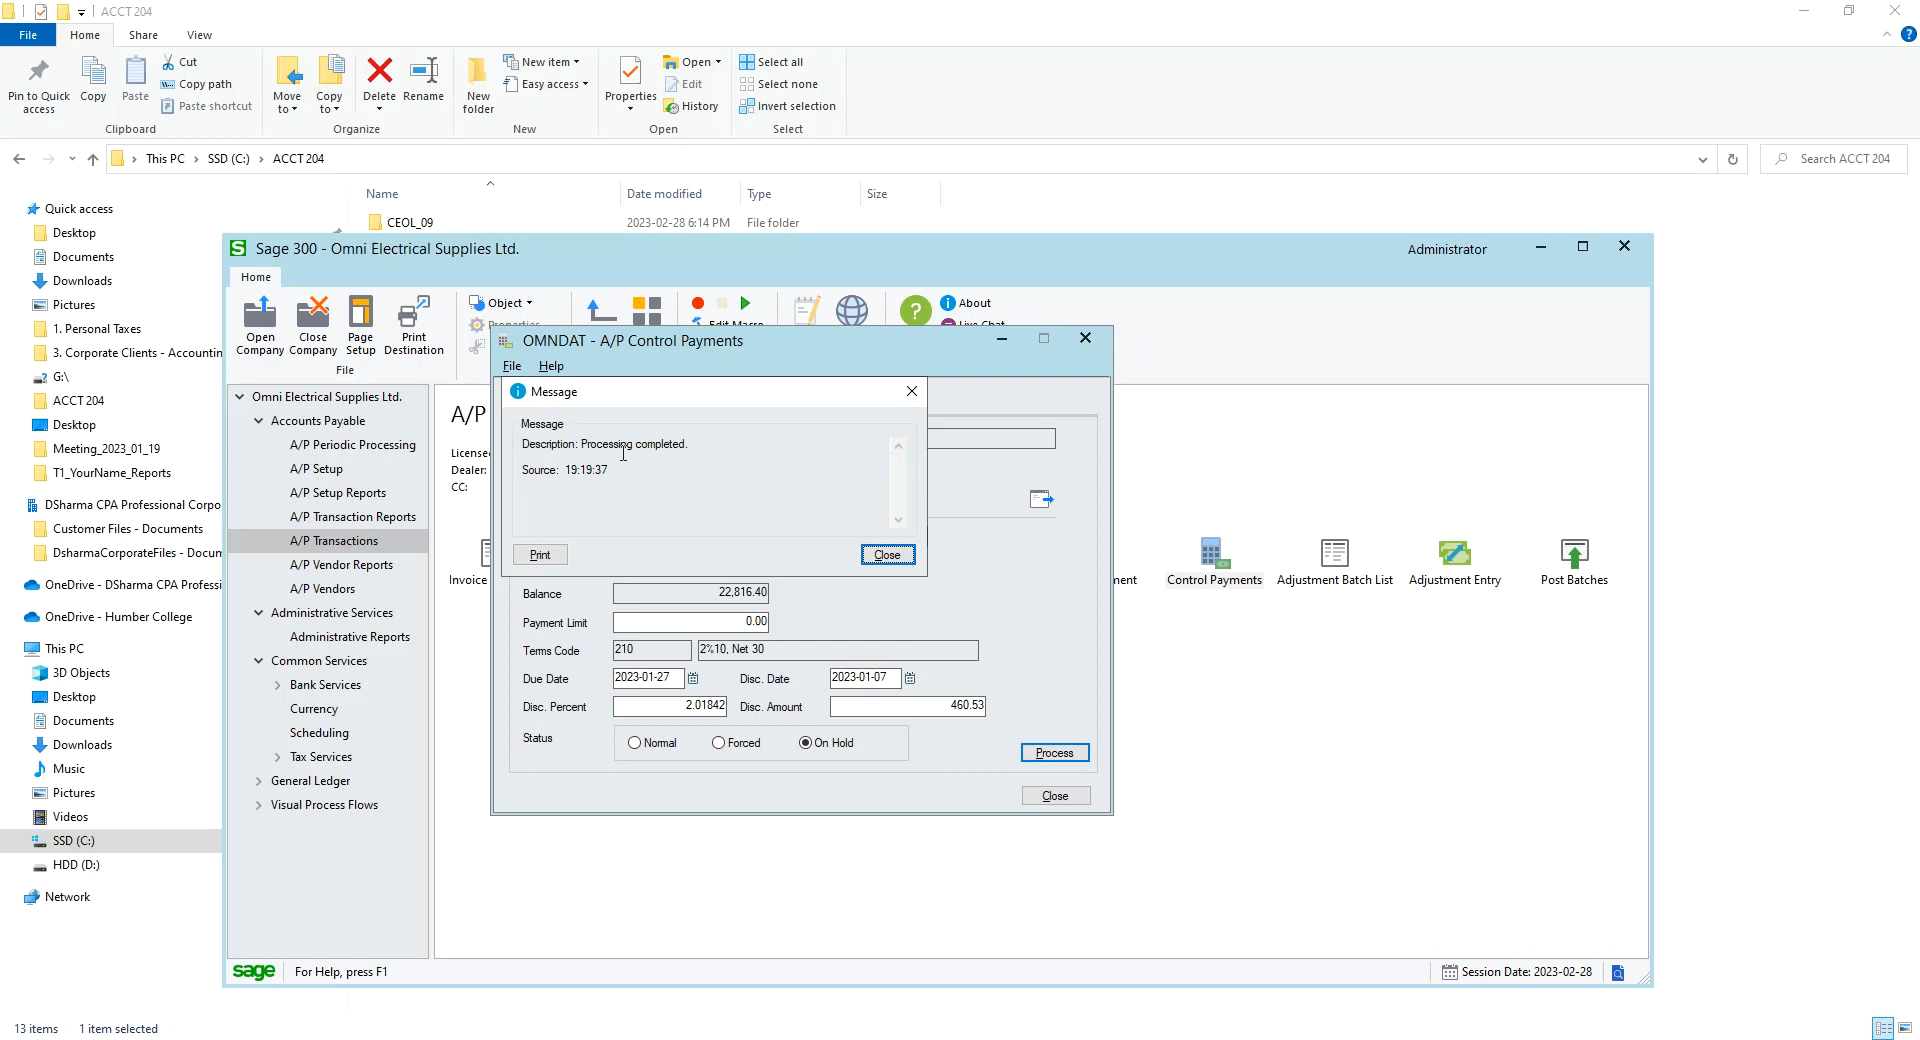 ACCT 204
File Home Share View
Pin to Quick access
Copy
Paste
Cut
Copy path
Paste shortcut
Clipboard
Move to
Copy to
Delete
Rename
Organize
New folder
New item
Easy access
New
Properties
Open
Edit
History
Open
Select all
Select none
Invert selection
Select
This PC > SSD (C:) > ACCT 204
Search ACCT 204
Name Date modified Type Size
CEOL_09 2023-02-28 6:14 PM File folder
Quick access
Desktop
Documents
Downloads
Pictures
1. Personal Taxes
3. Corporate Clients - Accountin
G:\
ACCT 204
Desktop
Meeting_2023_01_19
T1_YourName_Reports
DSharma CPA Professional Corpo
Customer Files - Documents
DsharmaCorporateFiles - Docum
OneDrive - DSharma CPA Professi
OneDrive - Humber College
This PC
3D Objects
Desktop
Documents
Downloads
Music
Pictures
Videos
SSD (C:)
HDD (D:)
Network
13 items 1 item selected
S Sage 300 - Omni Electrical Supplies Ltd.
Administrator
Home
Open Company
Close Company
Page Setup
Print Destination
File
Object
Properties
Edit Macro
About
Live Chat
Omni Electrical Supplies Ltd.
Accounts Payable
A/P Periodic Processing
A/P Setup
A/P Setup Reports
A/P Transaction Reports
A/P Transactions
A/P Vendor Reports
A/P Vendors
Administrative Services
Administrative Reports
Common Services
Bank Services
Currency
Scheduling
Tax Services
General Ledger
Visual Process Flows
A/P
License
Dealer:
CC:
Invoice
ment
Control Payments
Adjustment Batch List
Adjustment Entry
Post Batches
OMNDAT - A/P Control Payments
File Help
Message
Message
Description: Processing completed.
Source: 19:19:37
Print
Close
Balance 22,816.40
Payment Limit 0.00
Terms Code 210 2%10, Net 30
Due Date 2023-01-27 Disc. Date 2023-01-07
Disc. Percent 2.01842 Disc. Amount 460.53
Status Normal Forced On Hold
Process
Close
sage For Help, press F1
Session Date: 2023-02-28